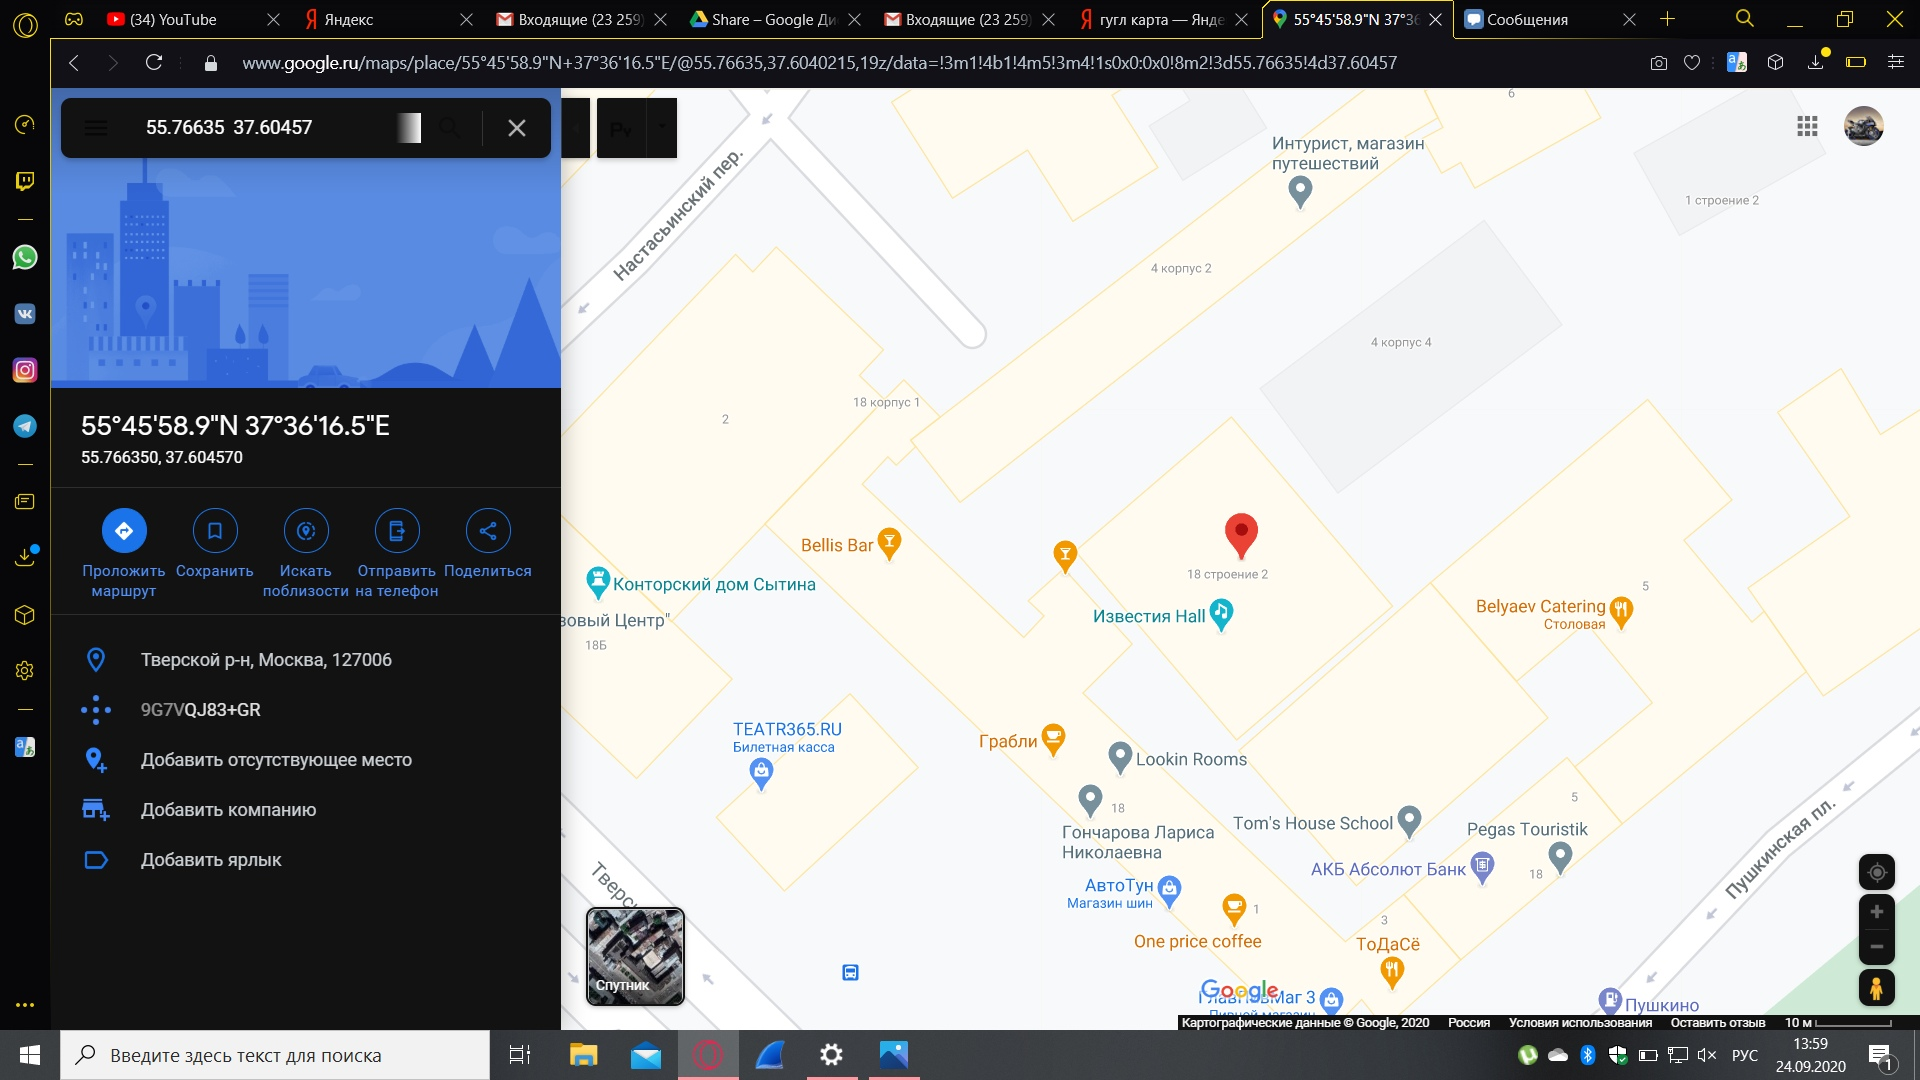 (34) YouTube
Яндекс
Входящие (23 259)
Share – Google Ди
Входящие (23 259)
гугл карта — Янде
55°45'58.9"N 37°36
Сообщения
www.google.ru/maps/place/55°45'58.9"N+37°36'16.5"E/@55.76635,37.6040215,19z/data=!3m1!4b1!4m5!3m4!1s0x0:0x0!8m2!3d55.76635!4d37.60457
55.76635 37.60457
55°45'58.9"N 37°36'16.5"E
55.766350, 37.604570
Проложить маршрут
Сохранить
Искать поблизости
Отправить на телефон
Поделиться
Тверской р-н, Москва, 127006
9G7VQJ83+GR
Добавить отсутствующее место
Добавить компанию
Добавить ярлык
Настасьинский пер.
6
Интурист, магазин
путешествий
1 строение 2
4 корпус 2
4 корпус 4
18 корпус 1
2
Bellis Bar
Конторский дом Сытина
зовый Центр"
18Б
18 строение 2
Известия Hall
5
Belyaev Catering
Столовая
TEATR365.RU
Билетная касса
Грабли
Lookin Rooms
18
Гончарова Лариса
Николаевна
Tom's House School
5
Pegas Touristik
АКБ Абсолют Банк
18
АвтоТун
Магазин шин
1
One price coffee
3
ТоДаСё
Пушкинская пл.
Тверск
Спутник
Google
ГлавПивМаг 3
Пивной магазин
Пушкино
Картографические данные © Google, 2020 Россия Условия использования Оставить отзыв 10 м
Введите здесь текст для поиска
РУС
13:59
24.09.2020
1